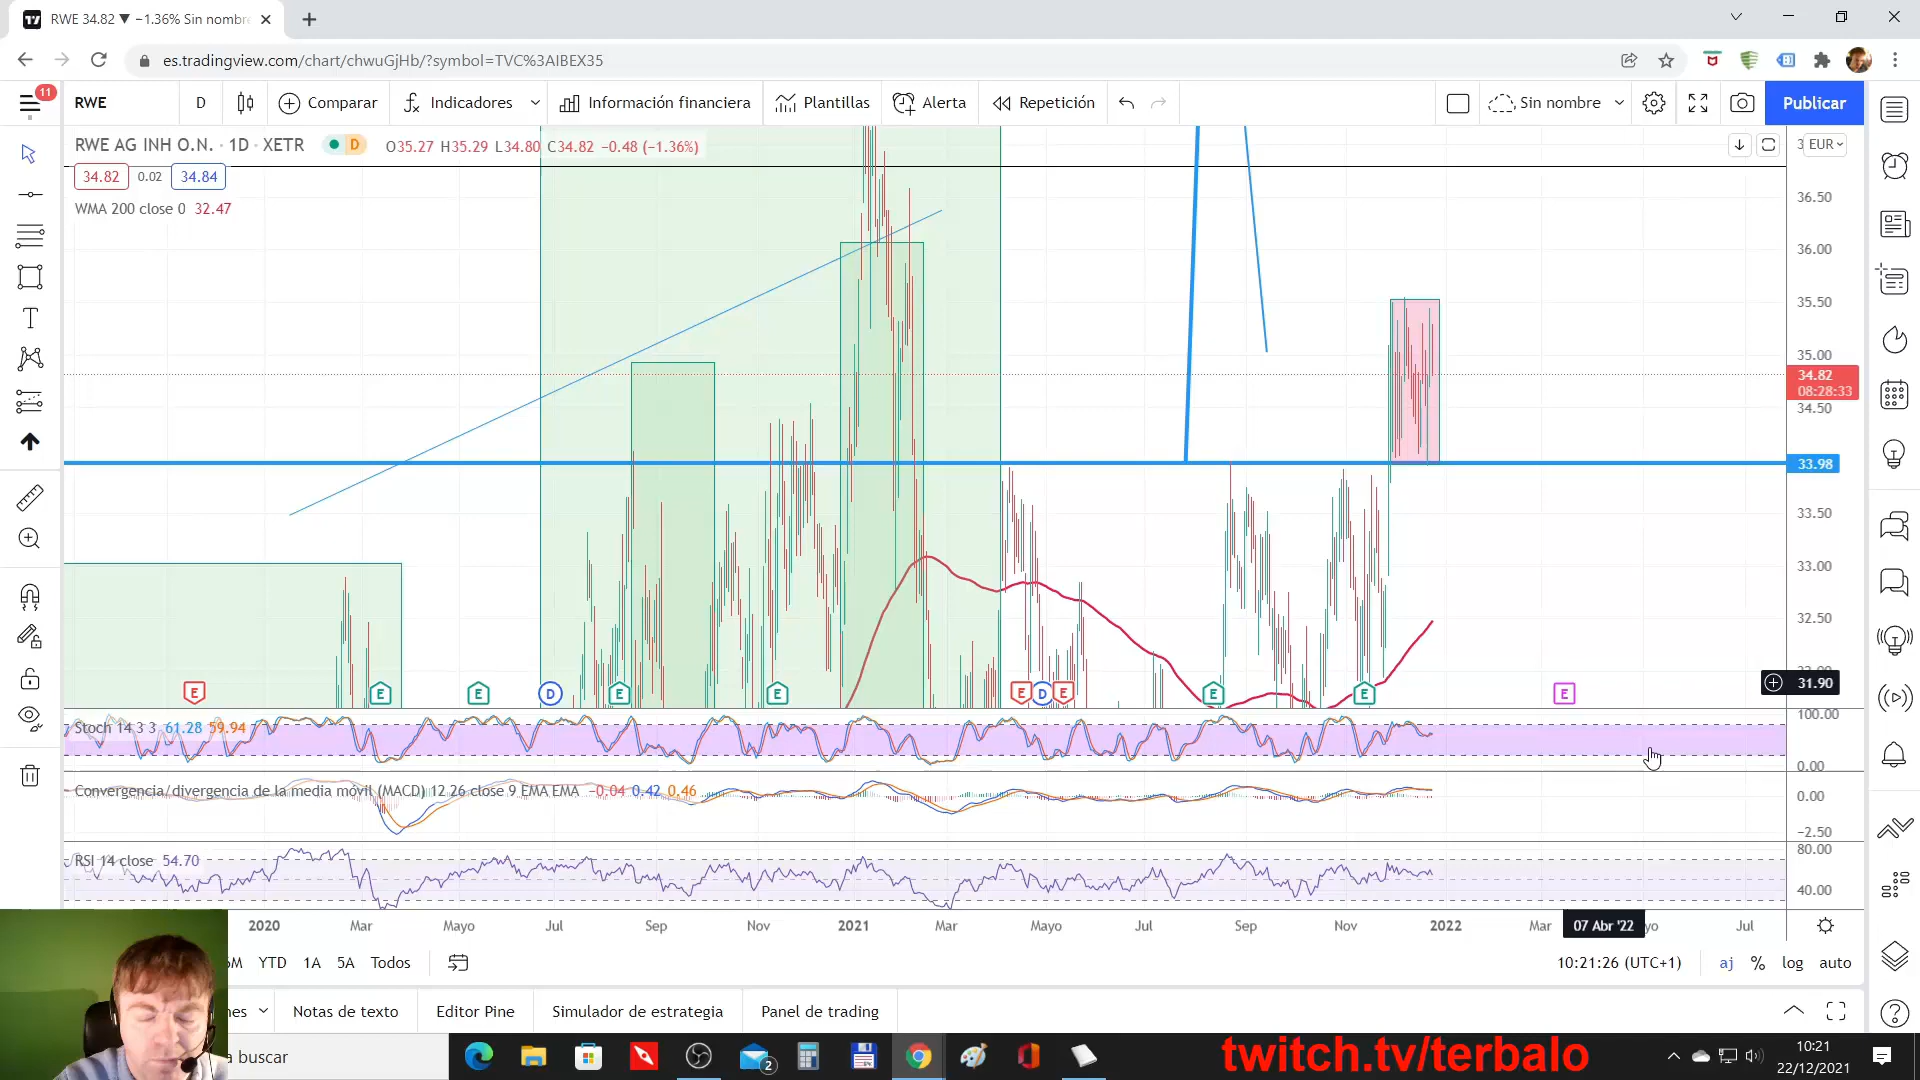 RWE 34.82 ▼ −1.36% Sin nombr
es.tradingview.com/chart/chwuGjHb/?symbol=TVC%3AIBEX35
11
RWE D Comparar Indicadores Información financiera Plantillas Alerta Repetición Sin nombre Publicar
RWE AG INH O.N. · 1D · XETR D O35.27 H35.29 L34.80 C34.82 −0.48 (−1.36%)
EUR
34.82 0.02 34.84
WMA 200 close 0 32.47
36.50
36.00
35.50
35.00
34.82
08:28:33
34.50
33.98
33.50
33.00
32.50
31.90
E E E D E E E D E E E E
Stoch 14 3 3 61.28 59.94
100.00
0.00
Convergencia/divergencia de la media móvil (MACD) 12 26 close 9 EMA EMA −0.04 0.42 0.46
0.00
−2.50
RSI 14 close 54.70
80.00
40.00
2020 Mar Mayo Jul Sep Nov 2021 Mar Mayo Jul Sep Nov 2022 Mar 07 Abr '22 yo Jul
6M YTD 1A 5A Todos
10:21:26 (UTC+1) aj % log auto
nes Notas de texto Editor Pine Simulador de estrategia Panel de trading
a buscar
2
twitch.tv/terbalo
10:21
22/12/2021